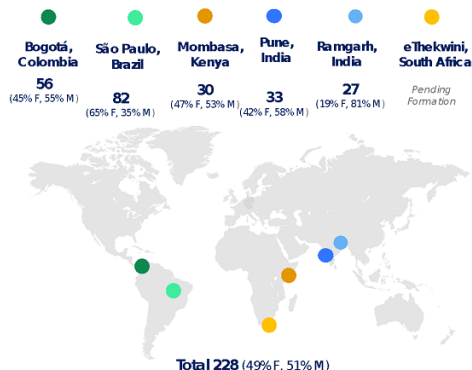 Bogotá,
Colombia
56
(45% F, 55% M)
São Paulo,
Brazil
82
(65% F, 35% M)
Mombasa,
Kenya
30
(47% F, 53% M)
Pune,
India
33
(42% F, 58% M)
Ramgarh,
India
27
(19% F, 81% M)
eThekwini,
South Africa
Pending
Formation
Total 228 (49% F, 51% M)